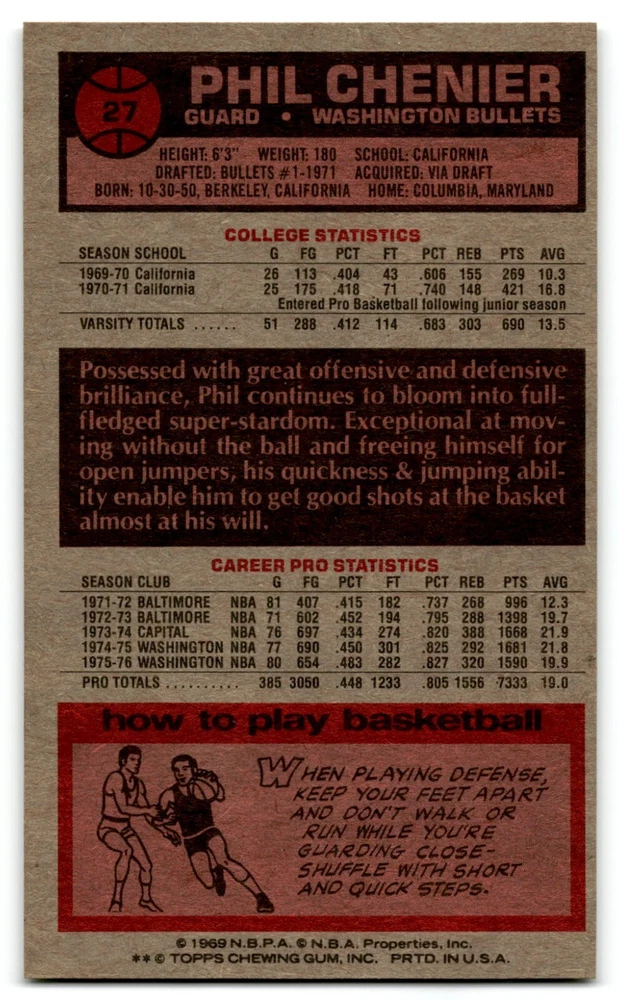 27
PHIL CHENIER
GUARD • WASHINGTON BULLETS
HEIGHT: 6'3" WEIGHT: 180 SCHOOL: CALIFORNIA
DRAFTED: BULLETS #1-1971 ACQUIRED: VIA DRAFT
BORN: 10-30-50, BERKELEY, CALIFORNIA HOME: COLUMBIA, MARYLAND
COLLEGE STATISTICS
SEASON SCHOOL G FG PCT FT PCT REB PTS AVG
1969-70 California 26 113 .404 43 .606 155 269 10.3
1970-71 California 25 175 .418 71 .740 148 421 16.8
Entered Pro Basketball following junior season
VARSITY TOTALS ...... 51 288 .412 114 .683 303 690 13.5
Possessed with great offensive and defensive
brilliance, Phil continues to bloom into full-
fledged super-stardom. Exceptional at mov-
ing without the ball and freeing himself for
open jumpers, his quickness & jumping abil-
ity enable him to get good shots at the basket
almost at his will.
CAREER PRO STATISTICS
SEASON CLUB G FG PCT FT PCT REB PTS AVG
1971-72 BALTIMORE NBA 81 407 .415 182 .737 268 996 12.3
1972-73 BALTIMORE NBA 71 602 .452 194 .795 288 1398 19.7
1973-74 CAPITAL NBA 76 697 .434 274 .820 388 1668 21.9
1974-75 WASHINGTON NBA 77 690 .450 301 .825 292 1681 21.8
1975-76 WASHINGTON NBA 80 654 .483 282 .827 320 1590 19.9
PRO TOTALS .......... 385 3050 .448 1233 .805 1556 7333 19.0
how to play basketball
WHEN PLAYING DEFENSE,
KEEP YOUR FEET APART
AND DON'T WALK OR
RUN WHILE YOU'RE
GUARDING CLOSE-
SHUFFLE WITH SHORT
AND QUICK STEPS.
© 1969 N.B.P.A. © N.B.A. Properties, Inc.
** © TOPPS CHEWING GUM, INC. PRTD. IN U.S.A.